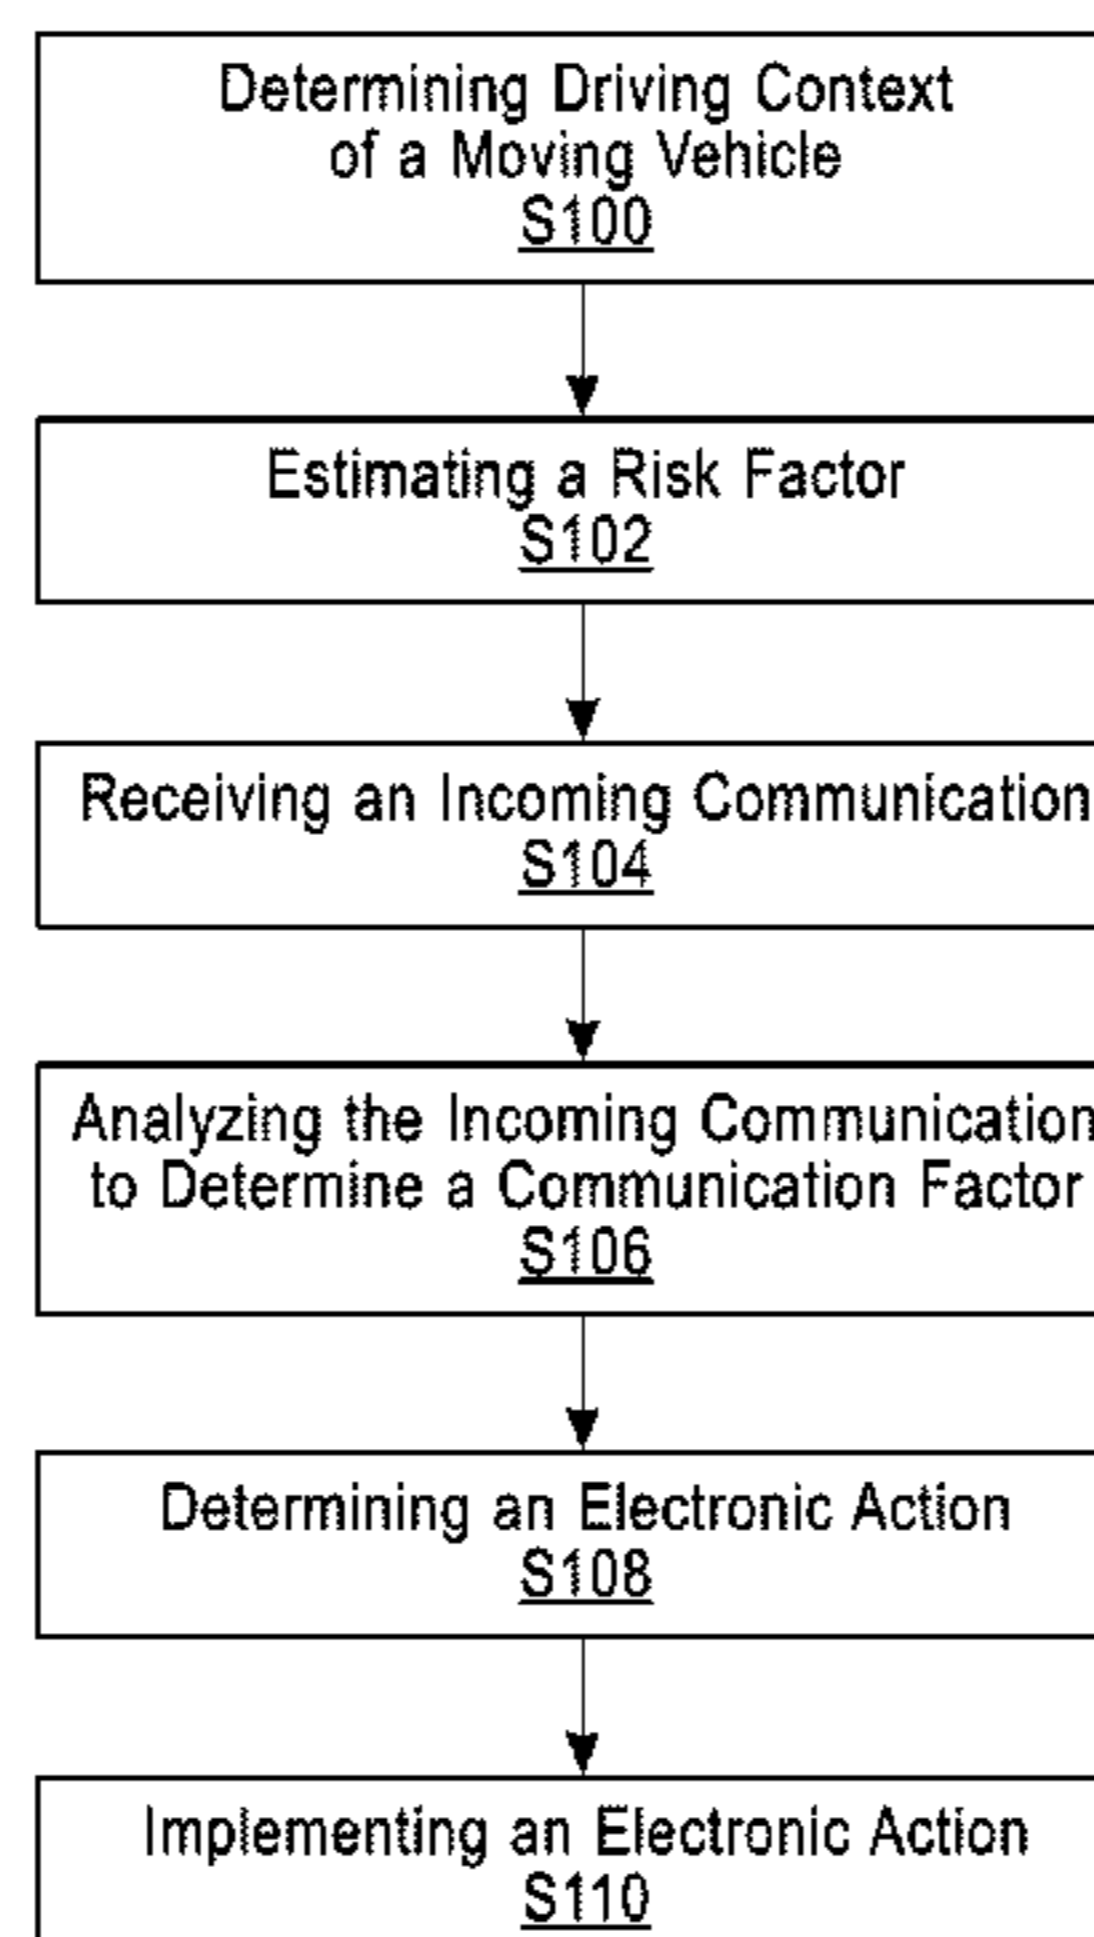 Determining Driving Context
of a Moving Vehicle
S100
Estimating a Risk Factor
S102
Receiving an Incoming Communication
S104
Analyzing the Incoming Communication
to Determine a Communication Factor
S106
Determining an Electronic Action
S108
Implementing an Electronic Action
S110